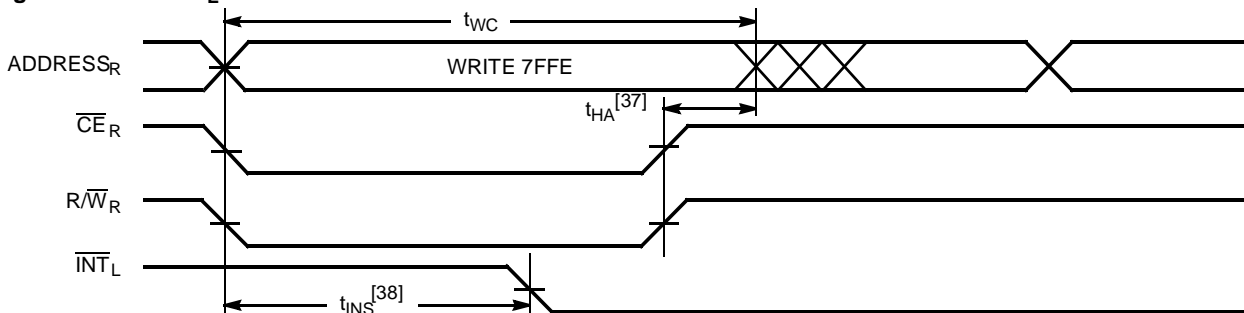 tWC
ADDRESSR
WRITE 7FFE
tHA[37]
CER
R/WR
INTL
tINS[38]